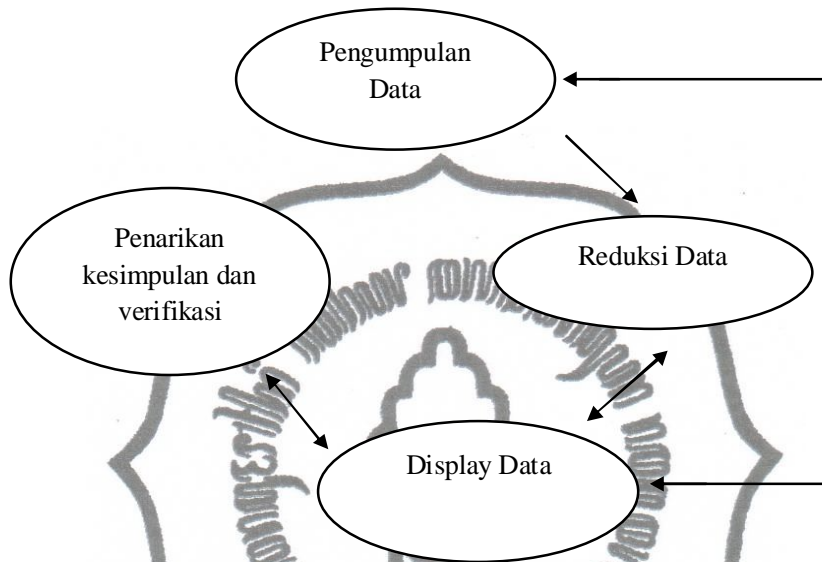 Pengumpulan
Data
Penarikan
kesimpulan dan
verifikasi
Reduksi Data
Display Data